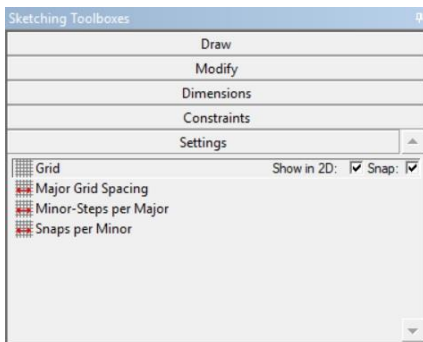 Sketching Toolboxes
Draw
Modify
Dimensions
Constraints
Settings
Grid Show in 2D: Snap:
Major Grid Spacing
Minor-Steps per Major
Snaps per Minor